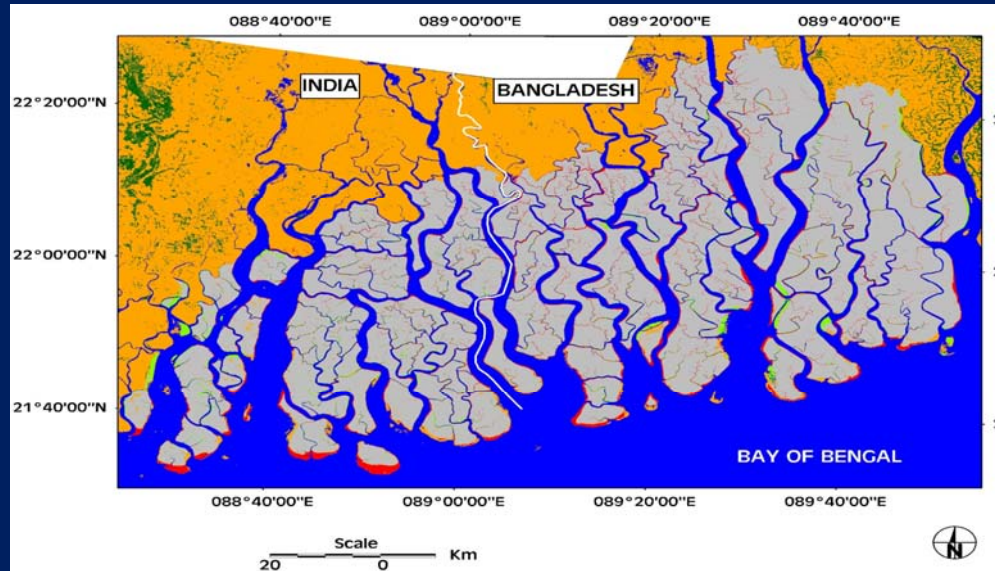 088°40'00"E 089°00'00"E 089°20'00"E 089°40'00"E
INDIA
BANGLADESH
22°20'00"N
22°00'00"N
21°40'00"N
BAY OF BENGAL
088°40'00"E 089°00'00"E 089°20'00"E 089°40'00"E
Scale
20 0 Km
N